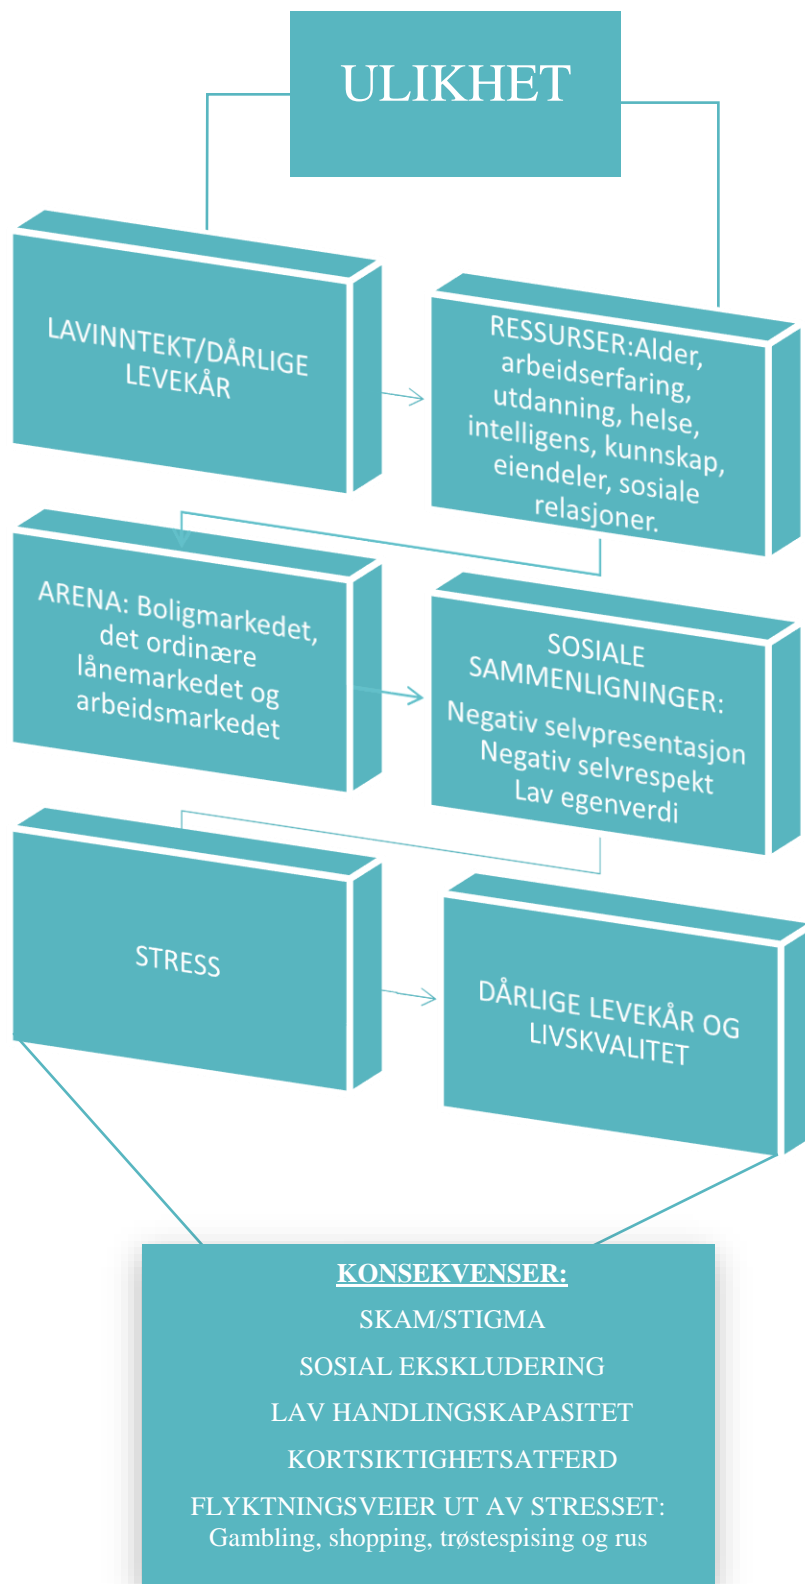 ULIKHET
LAVINNTEKT/DÅRLIGE
LEVEKÅR
RESSURSER:Alder,
arbeidserfaring,
utdanning, helse,
intelligens, kunnskap,
eiendeler, sosiale
relasjoner.
ARENA: Boligmarkedet,
det ordinære
lånemarkedet og
arbeidsmarkedet
SOSIALE
SAMMENLIGNINGER:
Negativ selvpresentasjon
Negativ selvrespekt
Lav egenverdi
STRESS
DÅRLIGE LEVEKÅR OG
LIVSKVALITET
KONSEKVENSER:
SKAM/STIGMA
SOSIAL EKSKLUDERING
LAV HANDLINGSKAPASITET
KORTSIKTIGHETSATFERD
FLYKTNINGSVEIER UT AV STRESSET:
Gambling, shopping, trøstespising og rus